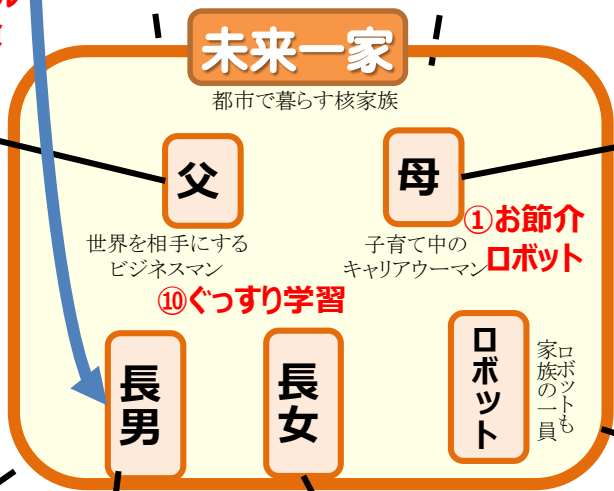 未来一家
都市で暮らす核家族
父
母
世界を相手にする
ビジネスマン
子育て中の
キャリアウーマン
①お節介
ロボット
⑩ぐっすり学習
長男
長女
ロボット
ロボットも
家族の一員